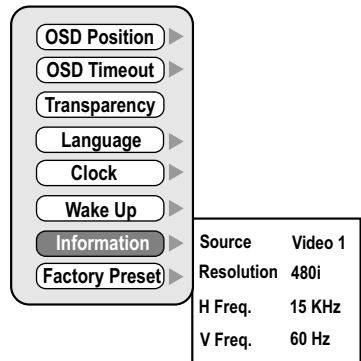 OSD Position
OSD Timeout
Transparency
Language
Clock
Wake Up
Information
Factory Preset
Source Video 1
Resolution 480i
H Freq. 15 KHz
V Freq. 60 Hz